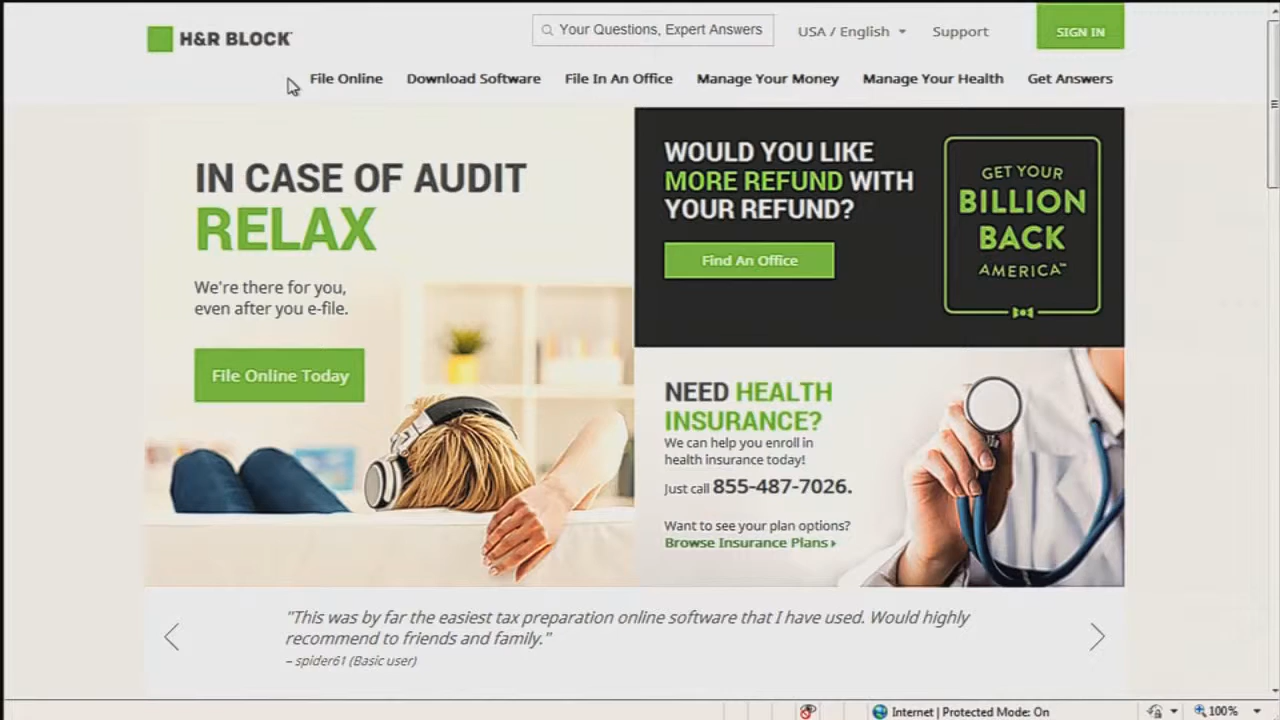 H&R BLOCK
Your Questions, Expert Answers
USA / English
Support
SIGN IN
File Online
Download Software
File In An Office
Manage Your Money
Manage Your Health
Get Answers
IN CASE OF AUDIT
RELAX
We're there for you,
even after you e-file.
File Online Today
WOULD YOU LIKE
MORE REFUND WITH
YOUR REFUND?
Find An Office
GET YOUR
BILLION
BACK
AMERICA™
NEED HEALTH
INSURANCE?
We can help you enroll in
health insurance today!
Just call 855-487-7026.
Want to see your plan options?
Browse Insurance Plans
"This was by far the easiest tax preparation online software that I have used. Would highly
recommend to friends and family."
– spider61 (Basic user)
Internet | Protected Mode: On
100%